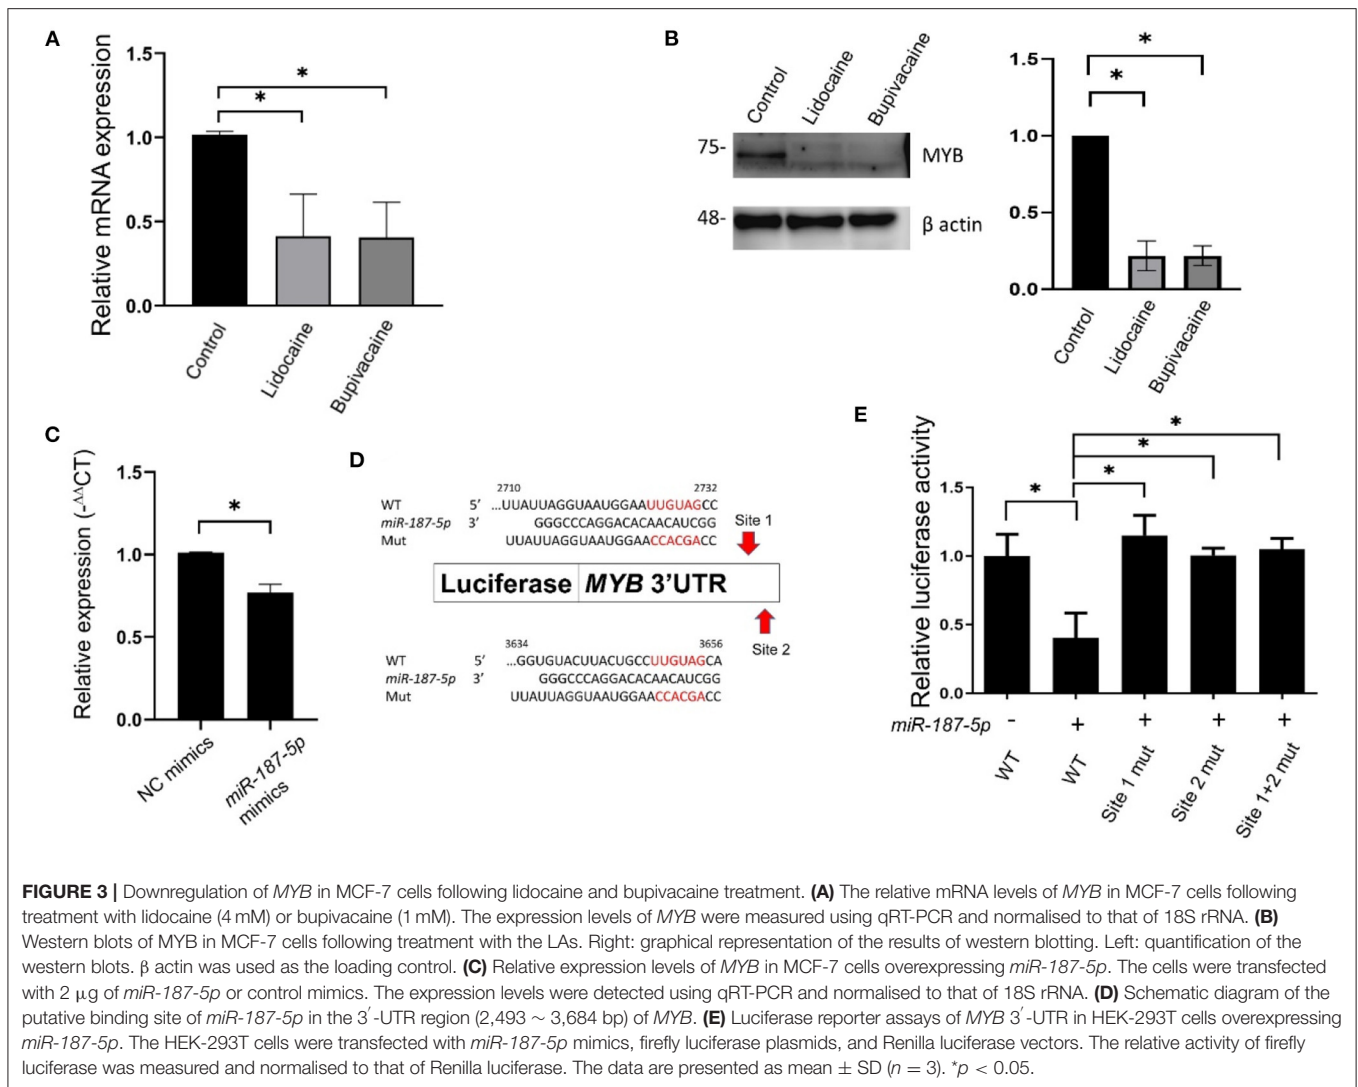 A
Relative mRNA expression
1.5
1.0
0.5
0.0
*
*
Control
Lidocaine
Bupivacaine
B
Control
Lidocaine
Bupivacaine
75-
MYB
48-
β actin
1.5
1.0
0.5
0.0
*
*
Control
Lidocaine
Bupivacaine
C
Relative expression (-ΔΔCT)
1.5
1.0
0.5
0.0
*
NC mimics
miR-187-5p
mimics
D
2710 2732
WT 5' ...UUAUUAGGUAAUGGAAUUGUAGCC
miR-187-5p 3' GGGCCCAGGACACAACAUCGG
Mut UUAUUAGGUAAUGGAACCACGACC
Site 1
Luciferase MYB 3'UTR
Site 2
3634 3656
WT 5' ...GGUGUACUUACUGCCUUGUAGCA
miR-187-5p 3' GGGCCCAGGACACAACAUCGG
Mut UUAUUAGGUAAUGGAACCACGACC
E
Relative luciferase activity
1.5
1.0
0.5
0.0
*
*
*
*
miR-187-5p - + + + +
WT
WT
Site 1 mut
Site 2 mut
Site 1+2 mut
FIGURE 3 | Downregulation of MYB in MCF-7 cells following lidocaine and bupivacaine treatment. (A) The relative mRNA levels of MYB in MCF-7 cells following
treatment with lidocaine (4 mM) or bupivacaine (1 mM). The expression levels of MYB were measured using qRT-PCR and normalised to that of 18S rRNA. (B)
Western blots of MYB in MCF-7 cells following treatment with the LAs. Right: graphical representation of the results of western blotting. Left: quantification of the
western blots. β actin was used as the loading control. (C) Relative expression levels of MYB in MCF-7 cells overexpressing miR-187-5p. The cells were transfected
with 2 μg of miR-187-5p or control mimics. The expression levels were detected using qRT-PCR and normalised to that of 18S rRNA. (D) Schematic diagram of the
putative binding site of miR-187-5p in the 3′-UTR region (2,493 ~ 3,684 bp) of MYB. (E) Luciferase reporter assays of MYB 3′-UTR in HEK-293T cells overexpressing
miR-187-5p. The HEK-293T cells were transfected with miR-187-5p mimics, firefly luciferase plasmids, and Renilla luciferase vectors. The relative activity of firefly
luciferase was measured and normalised to that of Renilla luciferase. The data are presented as mean ± SD (n = 3). *p < 0.05.